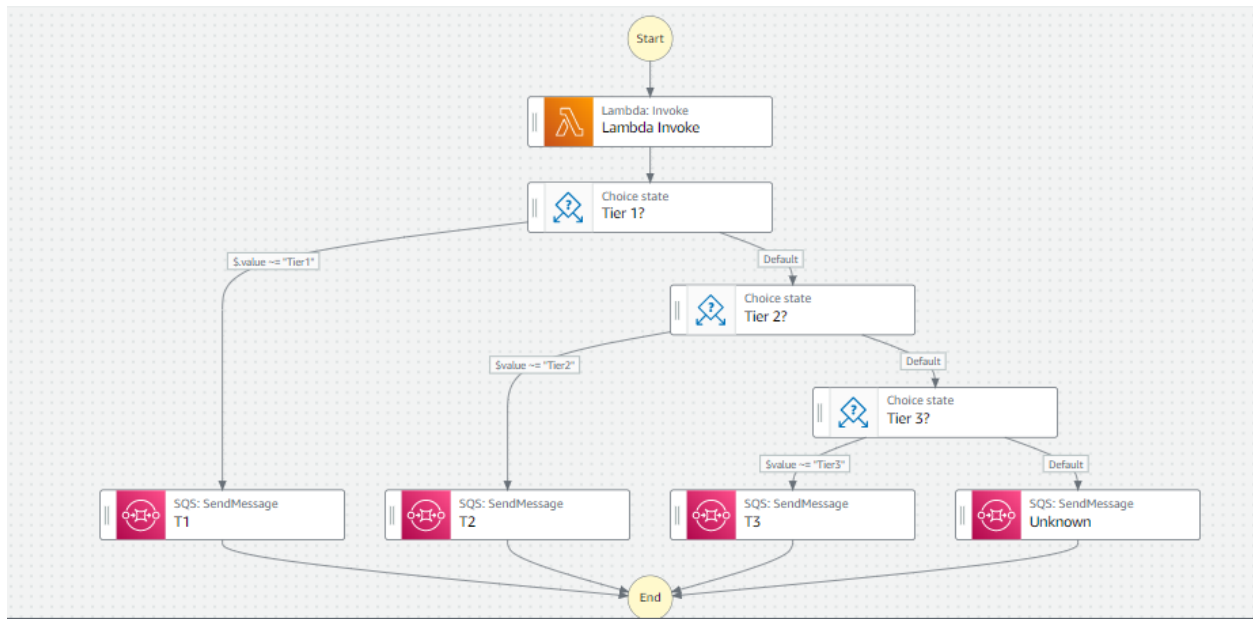 Start
Lambda: Invoke
Lambda Invoke
Choice state
Tier 1?
$.value ~= "Tier1"
Default
Choice state
Tier 2?
$value ~= "Tier2"
Default
Choice state
Tier 3?
$value ~= "Tier3"
Default
SQS: SendMessage
T1
SQS: SendMessage
T2
SQS: SendMessage
T3
SQS: SendMessage
Unknown
End